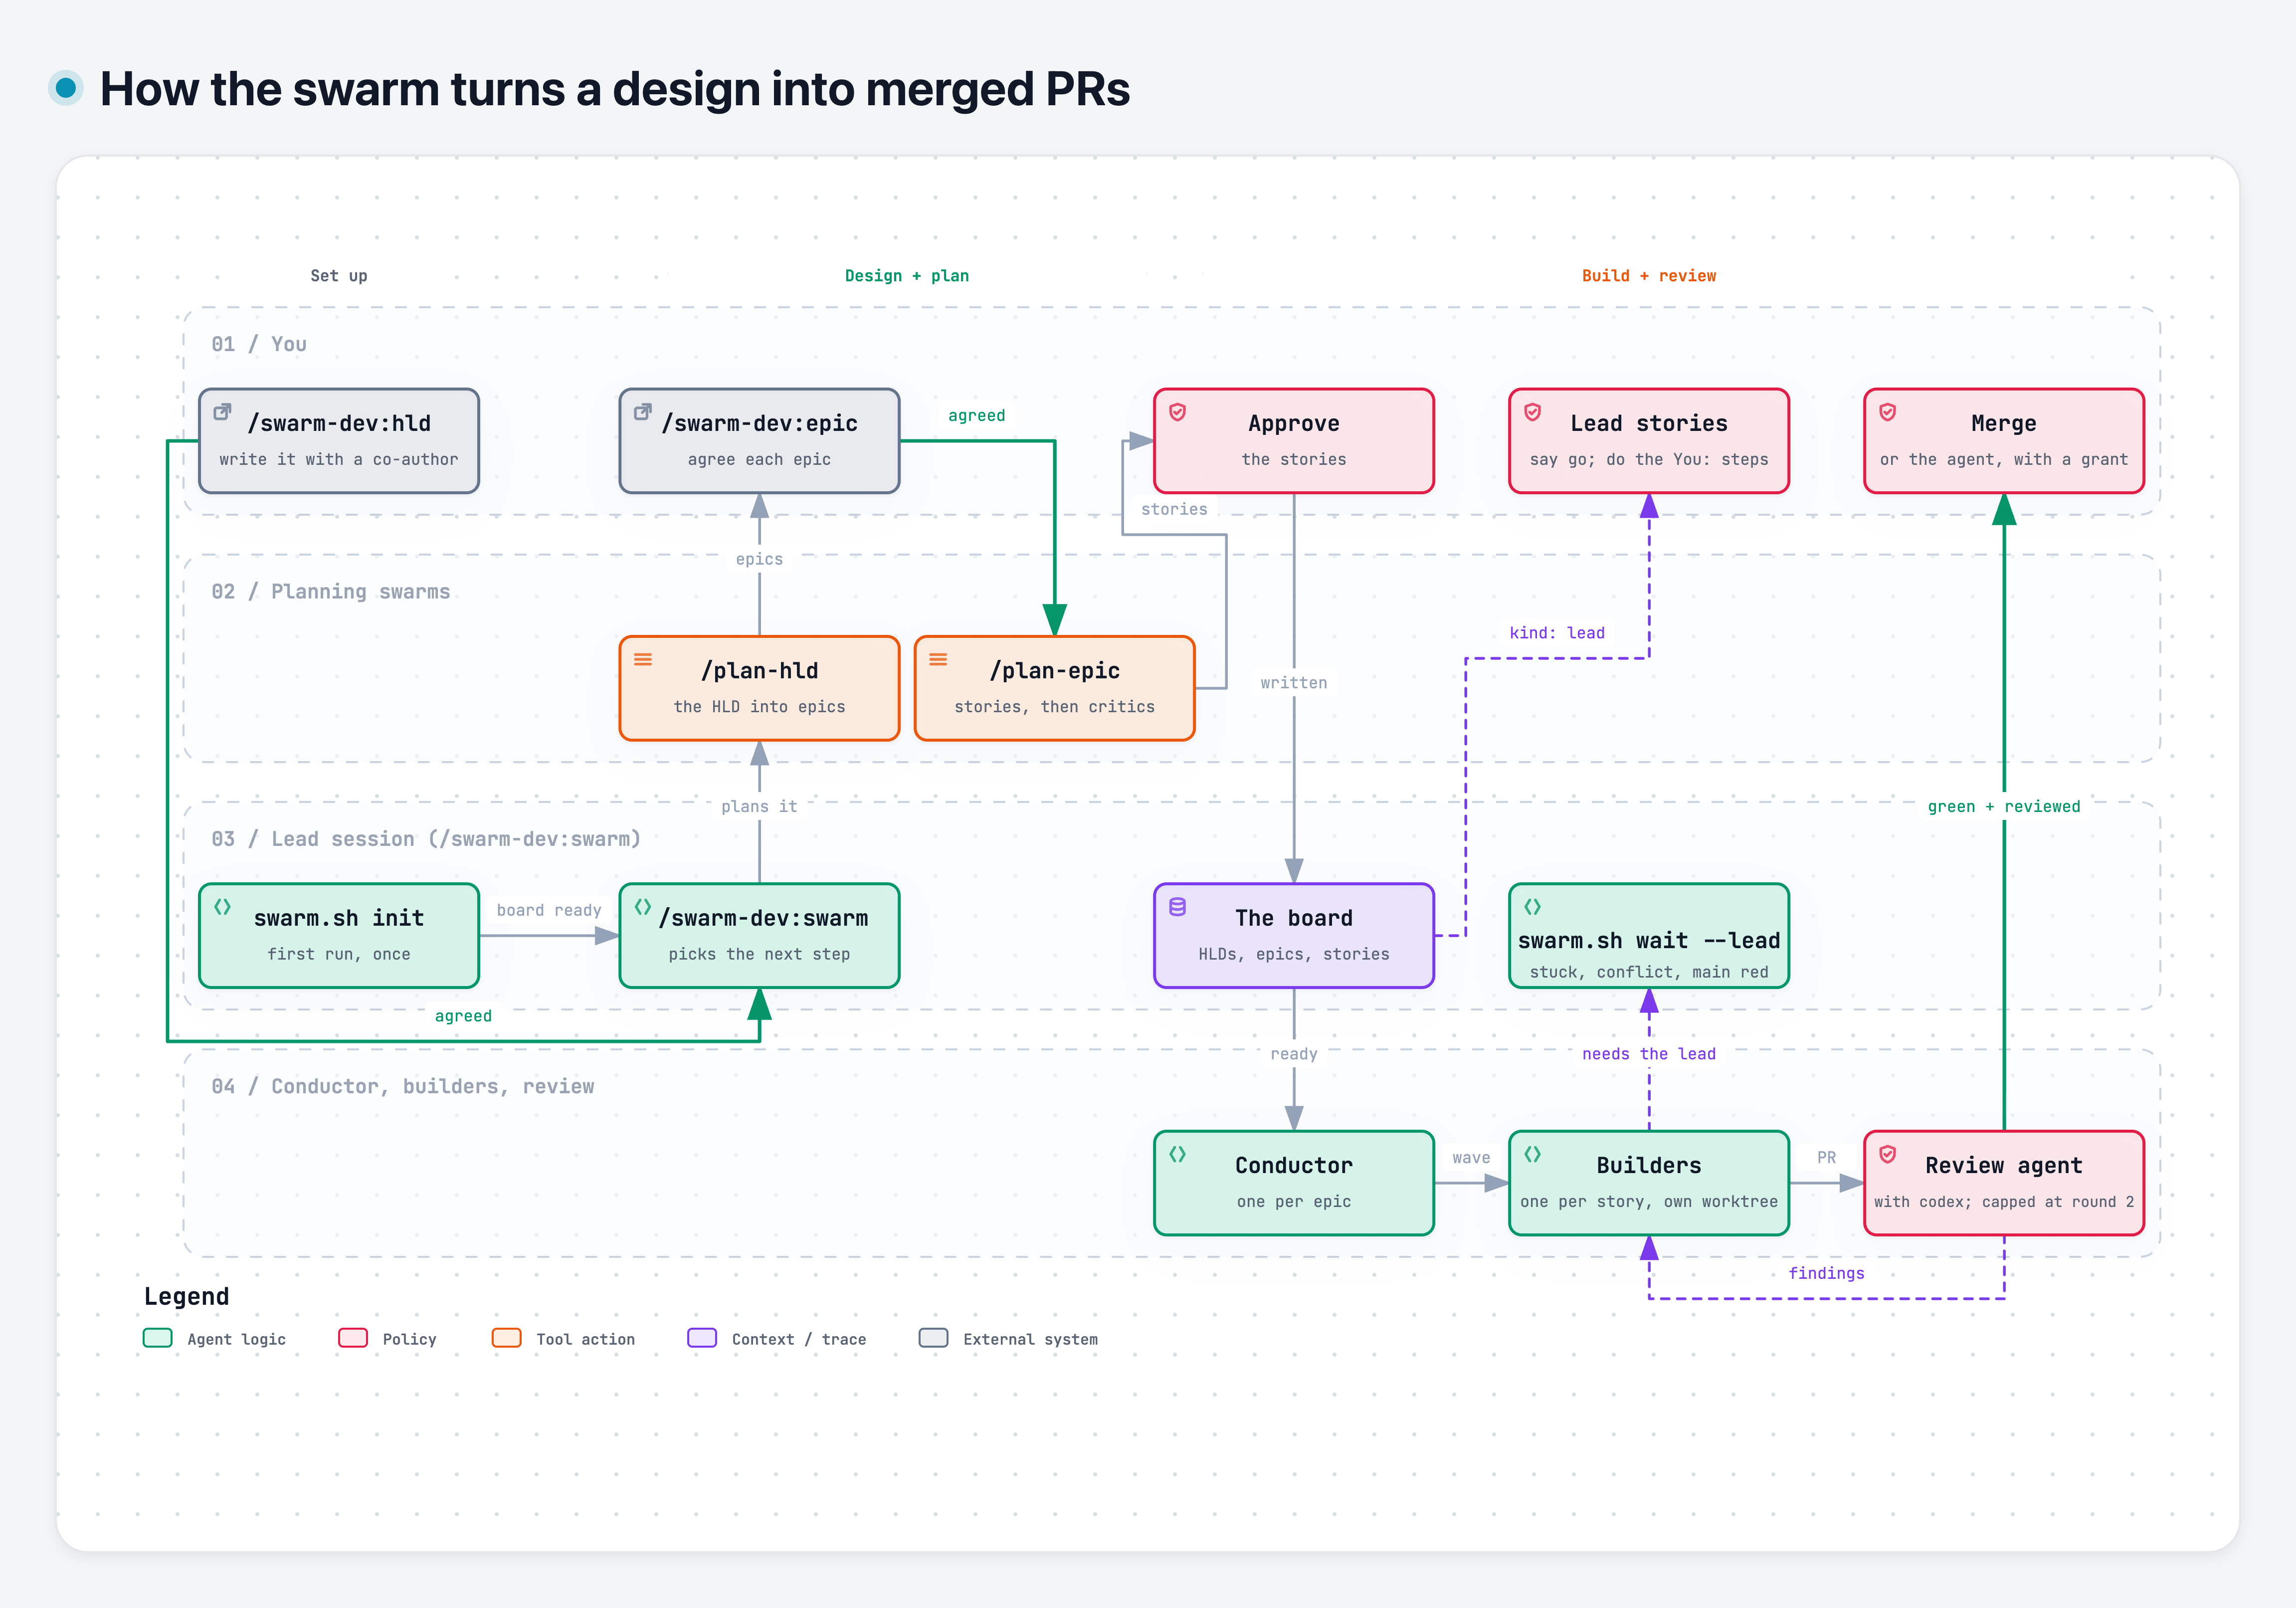 How the swarm turns a design into merged PRs
Set up
Design + plan
Build + review
01 / You
/swarm-dev:hld
write it with a co-author
/swarm-dev:epic
agree each epic
agreed
Approve
the stories
Lead stories
say go; do the You: steps
Merge
or the agent, with a grant
stories
epics
02 / Planning swarms
kind: lead
/plan-hld
the HLD into epics
/plan-epic
stories, then critics
written
plans it
green + reviewed
03 / Lead session (/swarm-dev:swarm)
swarm.sh init
first run, once
board ready
/swarm-dev:swarm
picks the next step
The board
HLDs, epics, stories
swarm.sh wait --lead
stuck, conflict, main red
agreed
ready
needs the lead
04 / Conductor, builders, review
Conductor
one per epic
wave
Builders
one per story, own worktree
PR
Review agent
with codex; capped at round 2
findings
Legend
Agent logic
Policy
Tool action
Context / trace
External system